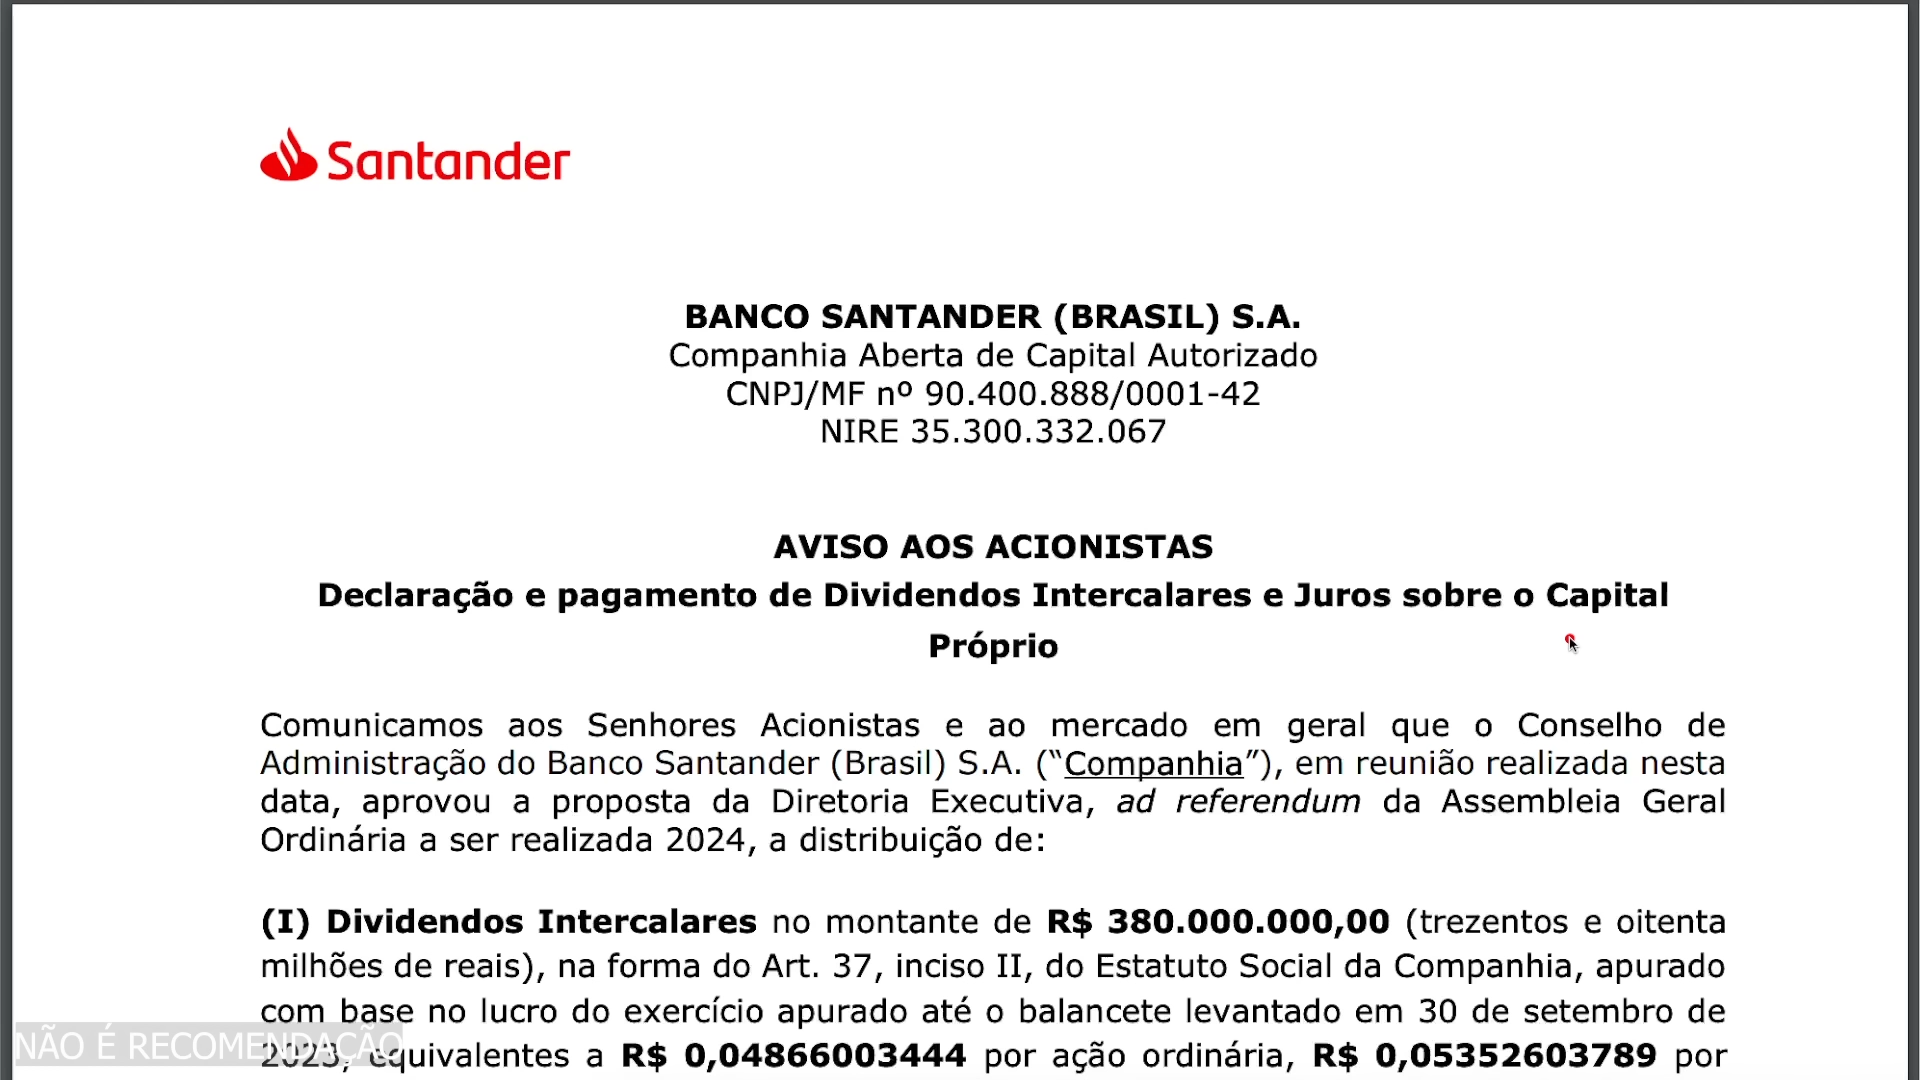 Santander
BANCO SANTANDER (BRASIL) S.A.
Companhia Aberta de Capital Autorizado
CNPJ/MF nº 90.400.888/0001-42
NIRE 35.300.332.067
AVISO AOS ACIONISTAS
Declaração e pagamento de Dividendos Intercalares e Juros sobre o Capital
Próprio
Comunicamos aos Senhores Acionistas e ao mercado em geral que o Conselho de
Administração do Banco Santander (Brasil) S.A. (“Companhia”), em reunião realizada nesta
data, aprovou a proposta da Diretoria Executiva, ad referendum da Assembleia Geral
Ordinária a ser realizada 2024, a distribuição de:
(I) Dividendos Intercalares no montante de R$ 380.000.000,00 (trezentos e oitenta
milhões de reais), na forma do Art. 37, inciso II, do Estatuto Social da Companhia, apurado
com base no lucro do exercício apurado até o balancete levantado em 30 de setembro de
2023, equivalentes a R$ 0,04866003444 por ação ordinária, R$ 0,05352603789 por
NÃO É RECOMENDAÇÃO